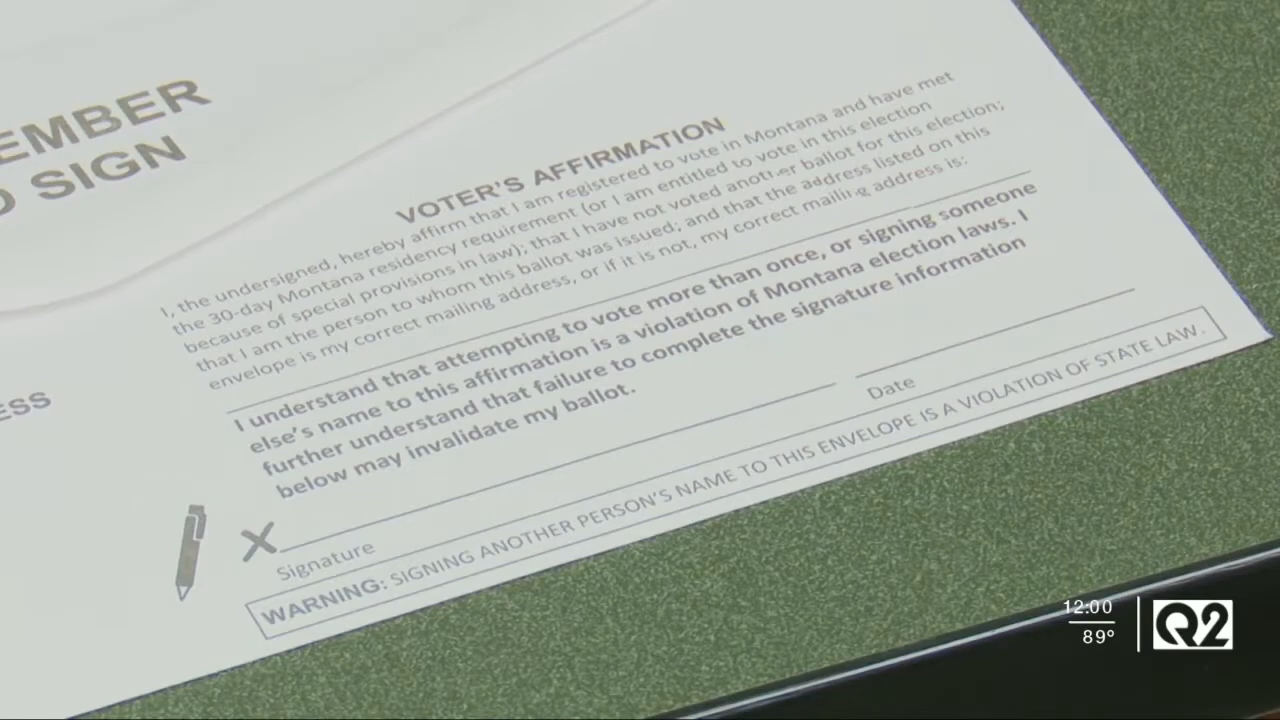 EMBER
O SIGN
ESS
VOTER'S AFFIRMATION
I, the undersigned, hereby affirm that I am registered to vote in Montana and have met
the 30-day Montana residency requirement (or I am entitled to vote in this election
because of special provisions in law); that I have not voted another ballot for this election;
that I am the person to whom this ballot was issued; and that the address listed on this
envelope is my correct mailing address, or if it is not, my correct mailing address is:
I understand that attempting to vote more than once, or signing someone
else's name to this affirmation is a violation of Montana election laws. I
further understand that failure to complete the signature information
below may invalidate my ballot.
X
Signature
Date
WARNING: SIGNING ANOTHER PERSON'S NAME TO THIS ENVELOPE IS A VIOLATION OF STATE LAW.
12:00
89°
Q2